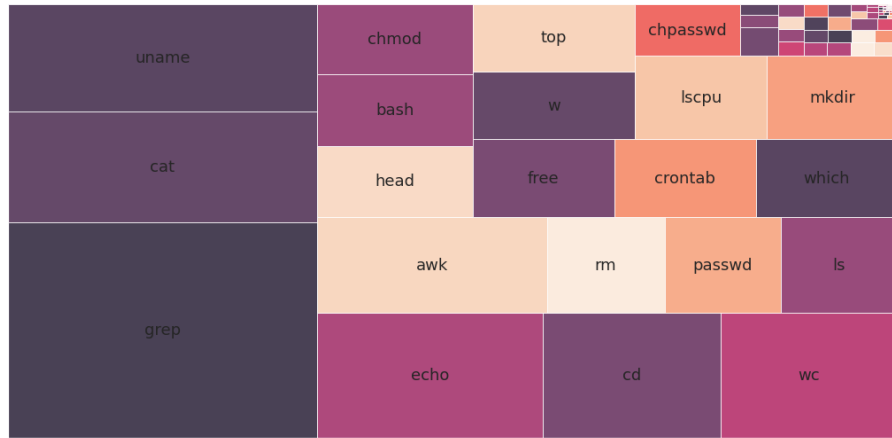 uname
cat
grep
chmod
bash
head
top
w
free
chpasswd
lscpu
mkdir
crontab
which
awk
rm
passwd
ls
echo
cd
wc